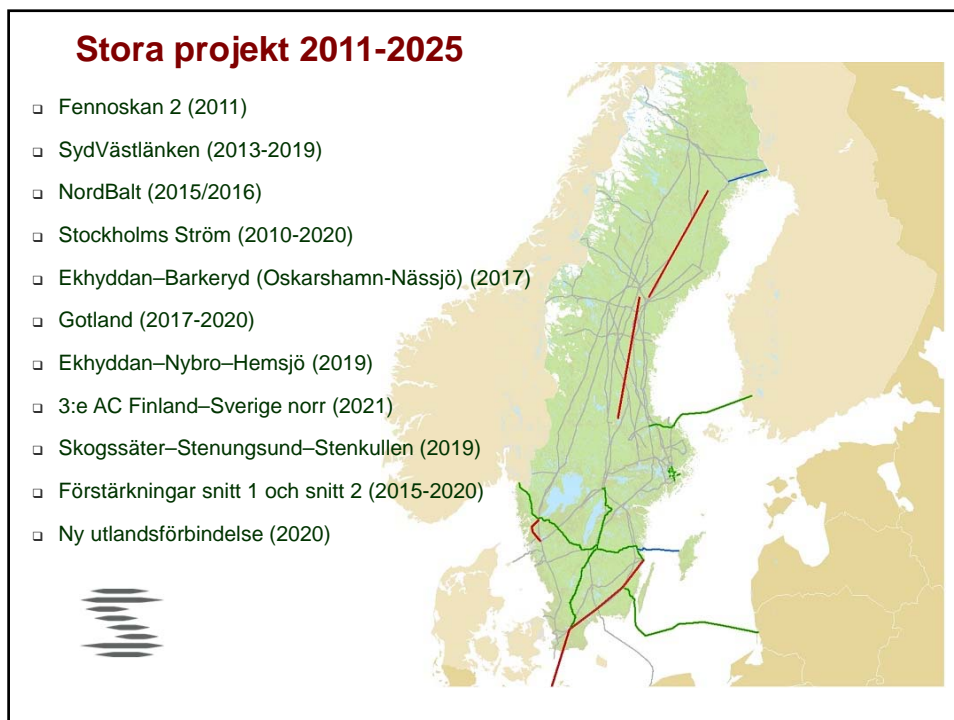 Stora projekt 2011-2025
Fennoskan 2 (2011)
SydVästlänken (2013-2019)
NordBalt (2015/2016)
Stockholms Ström (2010-2020)
Ekhyddan–Barkeryd (Oskarshamn-Nässjö) (2017)
Gotland (2017-2020)
Ekhyddan–Nybro–Hemsjö (2019)
3:e AC Finland–Sverige norr (2021)
Skogssäter–Stenungsund–Stenkullen (2019)
Förstärkningar snitt 1 och snitt 2 (2015-2020)
Ny utlandsförbindelse (2020)